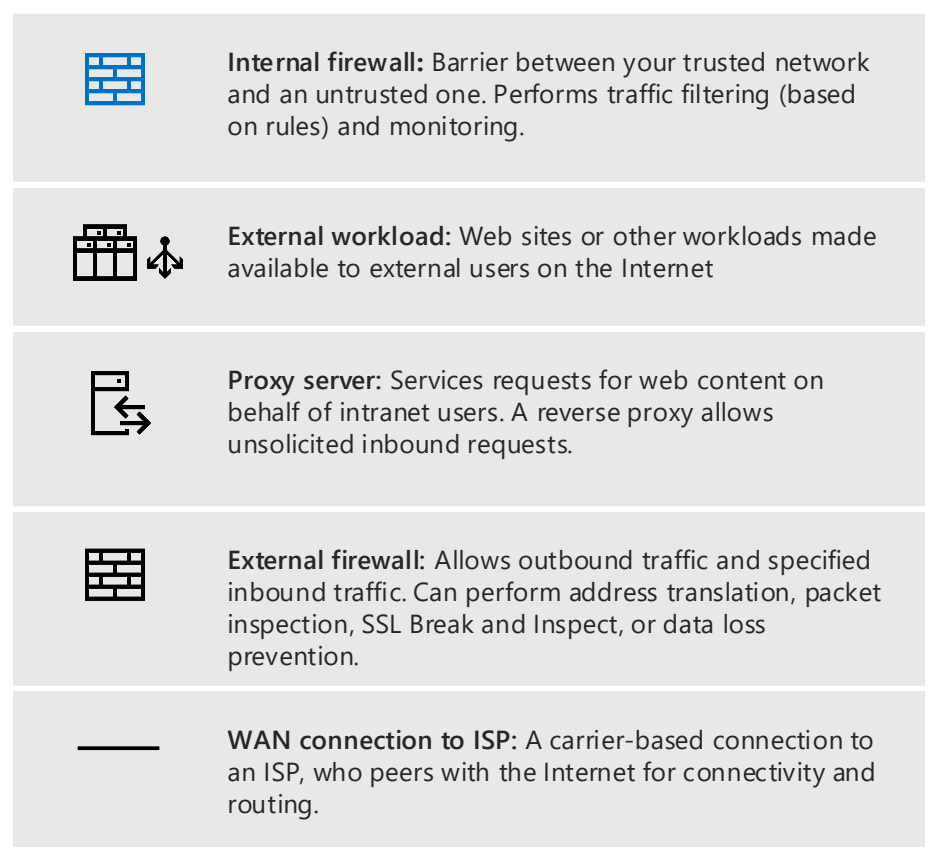 Internal firewall: Barrier between your trusted network
and an untrusted one. Performs traffic filtering (based
on rules) and monitoring.
External workload: Web sites or other workloads made
available to external users on the Internet
Proxy server: Services requests for web content on
behalf of intranet users. A reverse proxy allows
unsolicited inbound requests.
External firewall: Allows outbound traffic and specified
inbound traffic. Can perform address translation, packet
inspection, SSL Break and Inspect, or data loss
prevention.
WAN connection to ISP: A carrier-based connection to
an ISP, who peers with the Internet for connectivity and
routing.